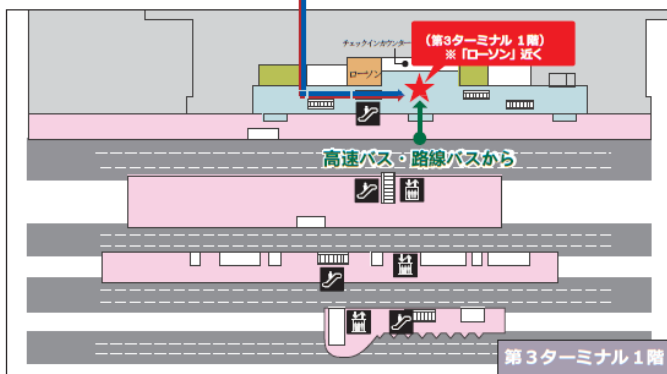 チェックインカウンター
(第3ターミナル 1階)
※「ローソン」近く
ローソン
高速バス・路線バスから
第3ターミナル1階